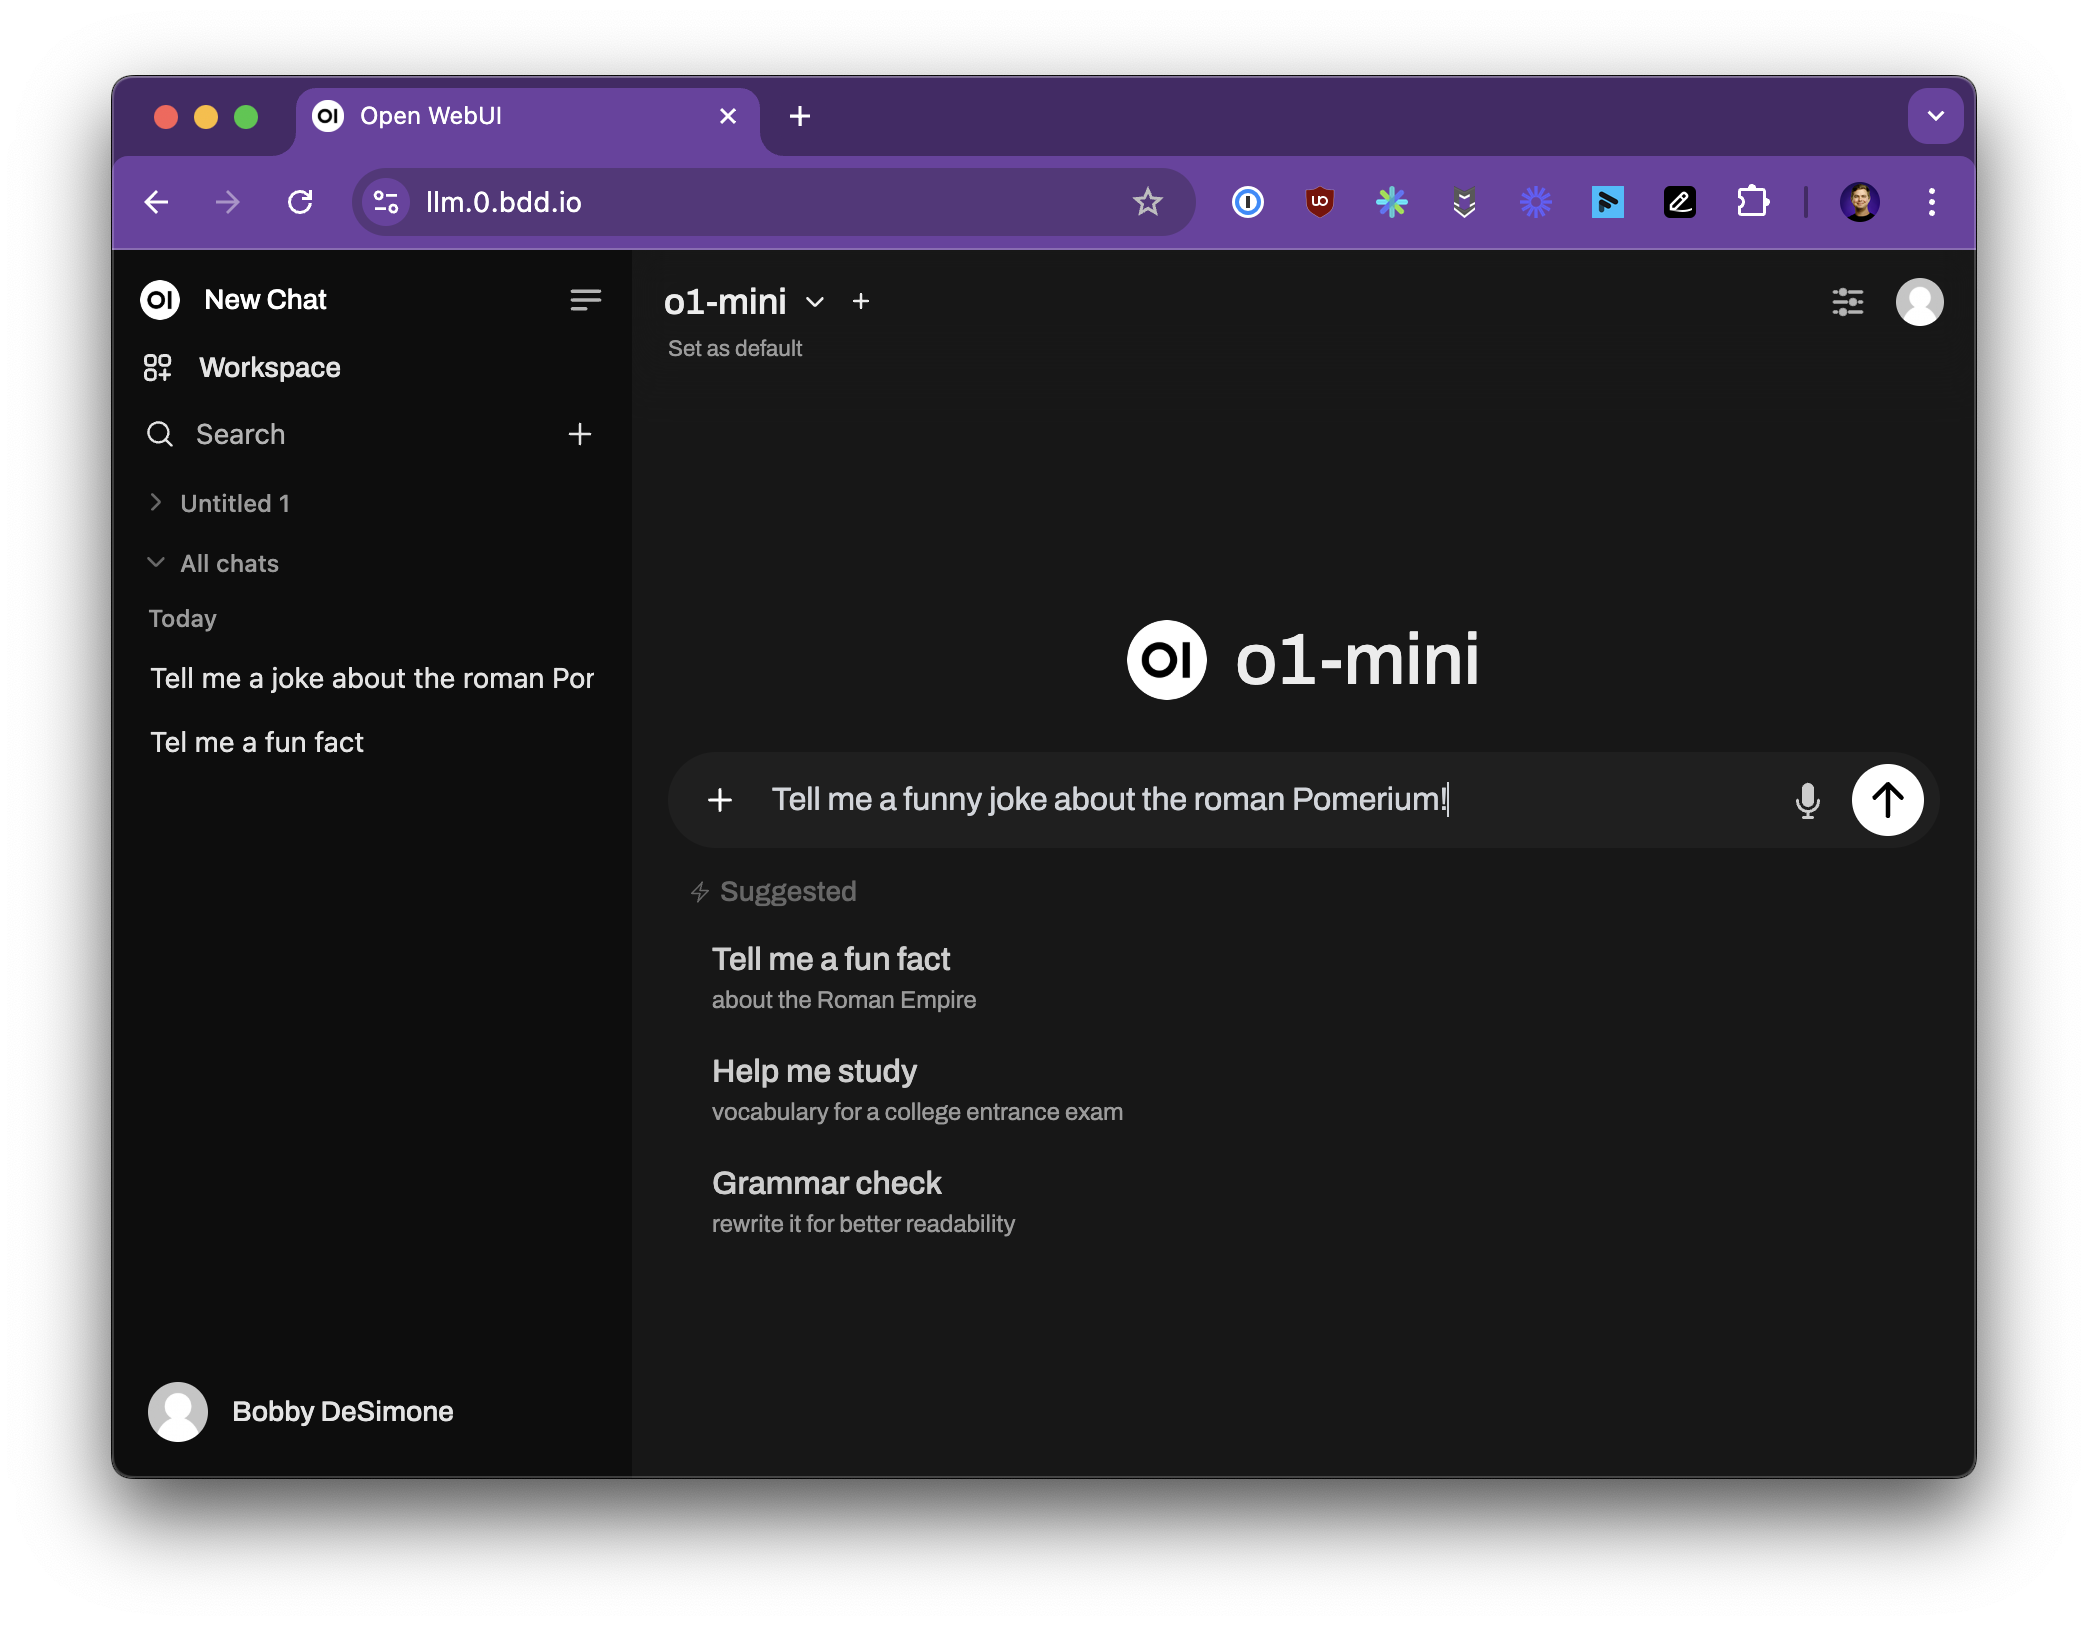 OI Open WebUI
llm.0.bdd.io
OI New Chat
Workspace
Search
Untitled 1
All chats
Today
Tell me a joke about the roman Por
Tel me a fun fact
Bobby DeSimone
o1-mini
Set as default
OI o1-mini
Tell me a funny joke about the roman Pomerium!
Suggested
Tell me a fun fact
about the Roman Empire
Help me study
vocabulary for a college entrance exam
Grammar check
rewrite it for better readability